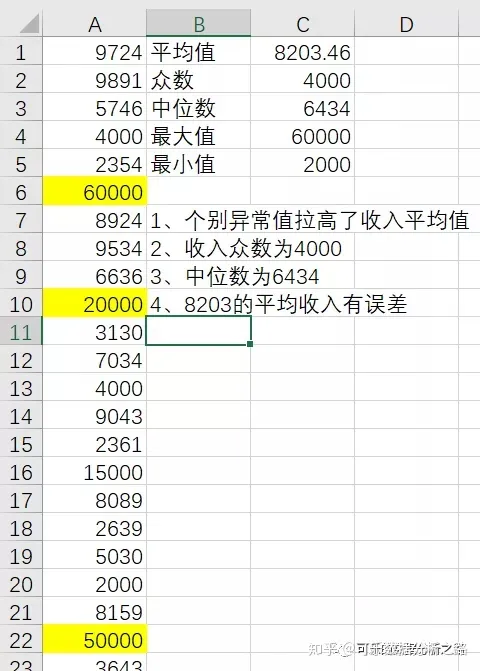 A B C D
1 9724 平均值 8203.46
2 9891 众数 4000
3 5746 中位数 6434
4 4000 最大值 60000
5 2354 最小值 2000
6 60000
7 8924 1、个别异常值拉高了收入平均值
8 9534 2、收入众数为4000
9 6636 3、中位数为6434
10 20000 4、8203的平均收入有误差
11 3130
12 7034
13 4000
14 9043
15 2361
16 15000
17 8089
18 2639
19 5030
20 2000
21 8159
22 50000
23 3643
知乎